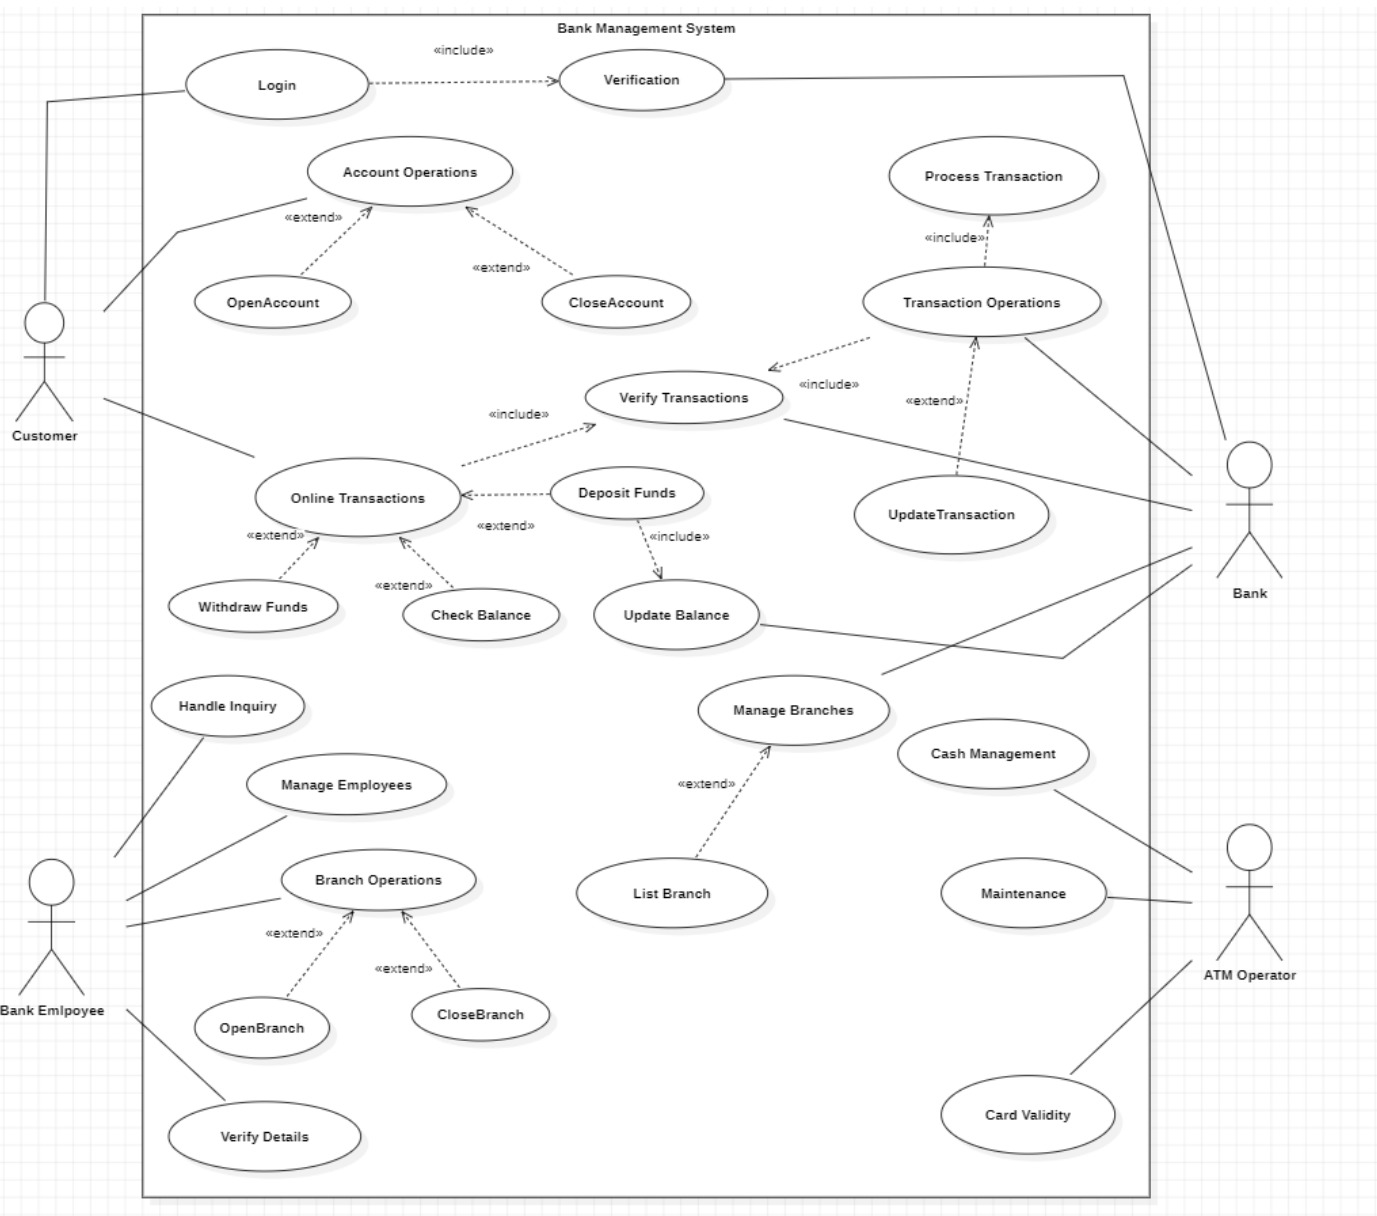 Bank Management System
«include»
Login
Verification
Account Operations
Process Transaction
«extend»
«include»
«extend»
OpenAccount
CloseAccount
Transaction Operations
«include»
Verify Transactions
«extend»
«include»
Customer
Online Transactions
Deposit Funds
UpdateTransaction
«extend»
«extend»
«include»
«extend»
Bank
Withdraw Funds
Check Balance
Update Balance
Handle Inquiry
Manage Branches
Cash Management
Manage Employees
«extend»
Branch Operations
List Branch
Maintenance
«extend»
«extend»
ATM Operator
Bank Emlpoyee
OpenBranch
CloseBranch
Card Validity
Verify Details